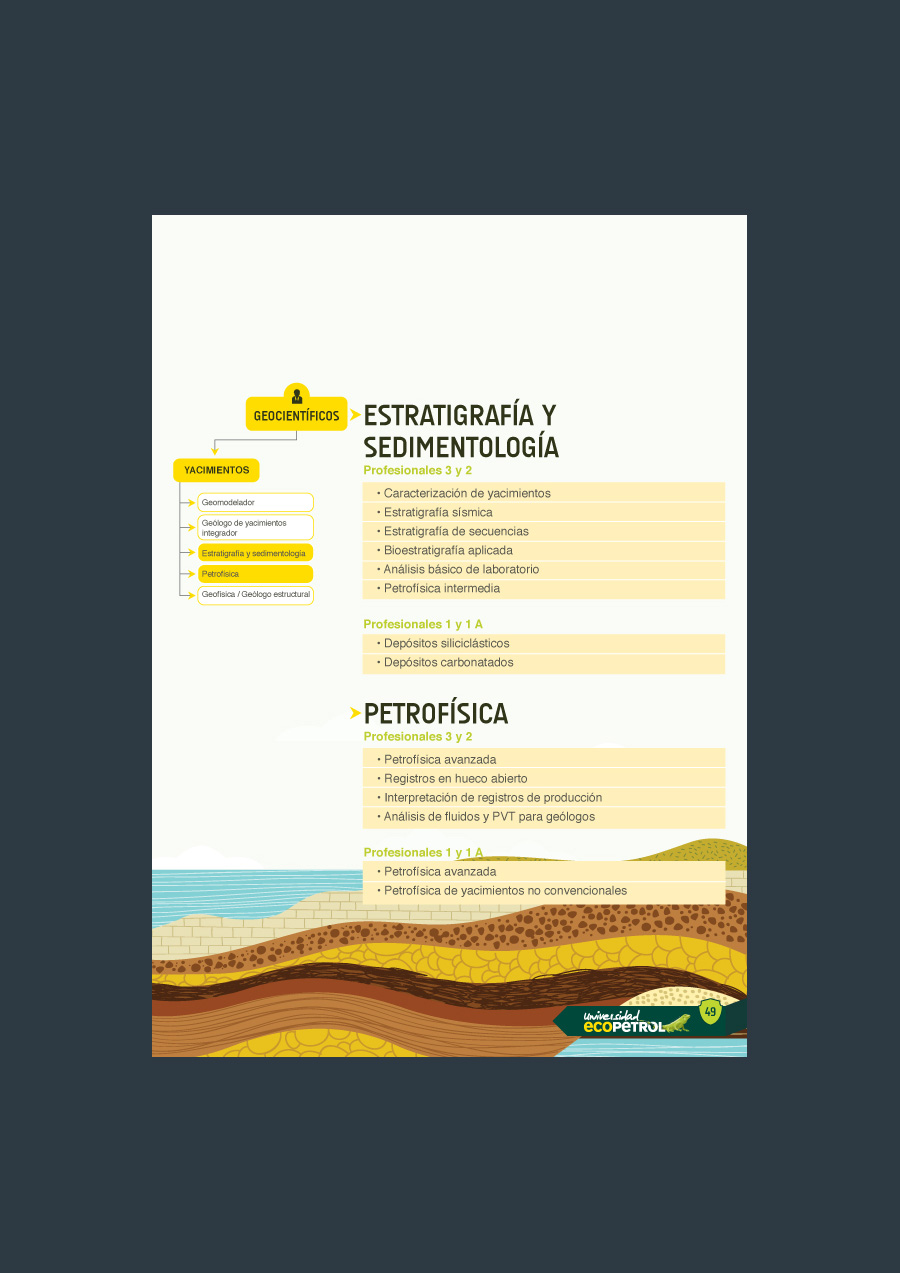 GEOCIENTÍFICOS
YACIMIENTOS
Geomodelador
Geólogo de yacimientos
integrador
Estratigrafía y sedimentología
Petrofísica
Geofísica / Geólogo estructural
ESTRATIGRAFÍA Y
SEDIMENTOLOGÍA
Profesionales 3 y 2
• Caracterización de yacimientos
• Estratigrafía sísmica
• Estratigrafía de secuencias
• Bioestratigrafía aplicada
• Análisis básico de laboratorio
• Petrofísica intermedia
Profesionales 1 y 1 A
• Depósitos siliciclásticos
• Depósitos carbonatados
PETROFÍSICA
Profesionales 3 y 2
• Petrofísica avanzada
• Registros en hueco abierto
• Interpretación de registros de producción
• Análisis de fluidos y PVT para geólogos
Profesionales 1 y 1 A
• Petrofísica avanzada
• Petrofísica de yacimientos no convencionales
universidad
ECOPETROL
49